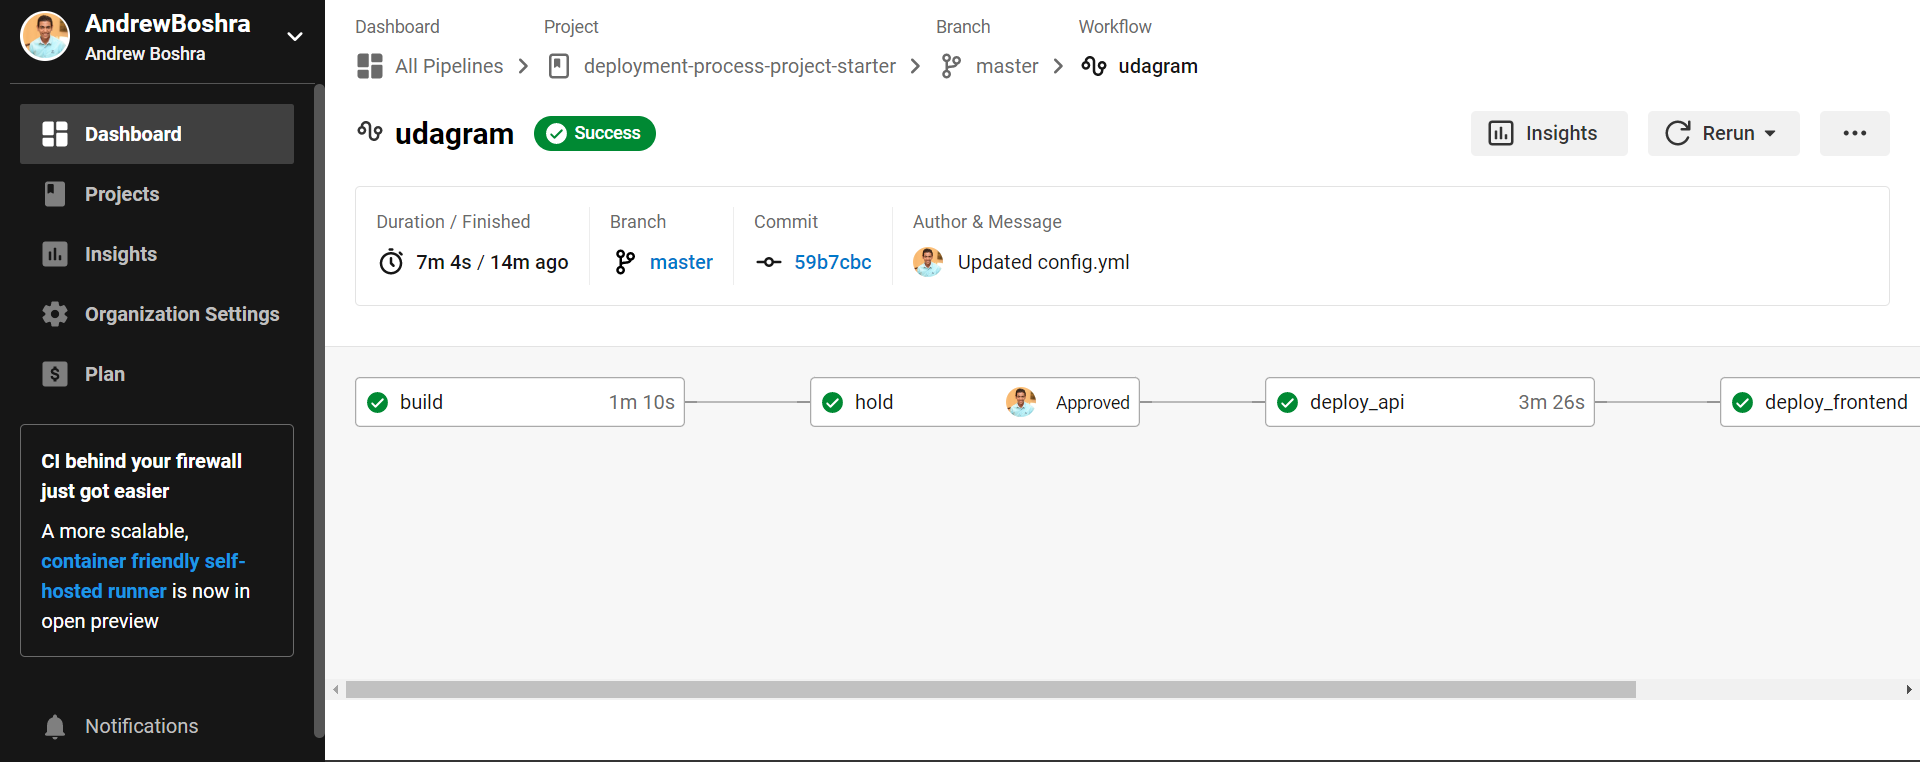 AndrewBoshra
Andrew Boshra
Dashboard
Projects
Insights
Organization Settings
Plan
CI behind your firewall
just got easier
A more scalable,
container friendly self-
hosted runner is now in
open preview
Notifications
Dashboard Project Branch Workflow
All Pipelines deployment-process-project-starter master udagram
udagram Success Insights Rerun
Duration / Finished Branch Commit Author & Message
7m 4s / 14m ago master 59b7cbc Updated config.yml
build 1m 10s hold Approved deploy_api 3m 26s deploy_frontend